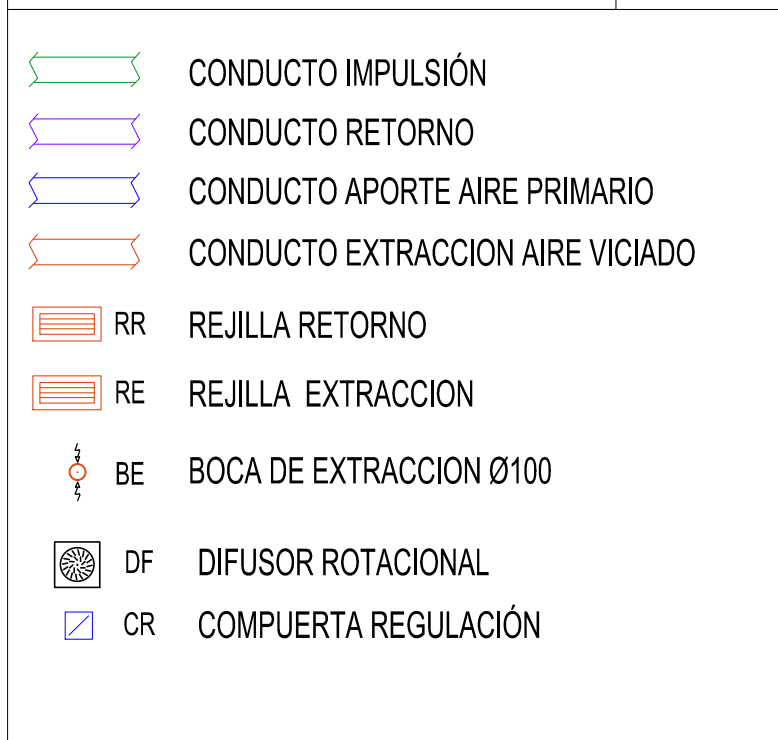 CONDUCTO IMPULSIÓN
CONDUCTO RETORNO
CONDUCTO APORTE AIRE PRIMARIO
CONDUCTO EXTRACCION AIRE VICIADO
RR REJILLA RETORNO
RE REJILLA EXTRACCION
BE BOCA DE EXTRACCION Ø100
DF DIFUSOR ROTACIONAL
CR COMPUERTA REGULACIÓN